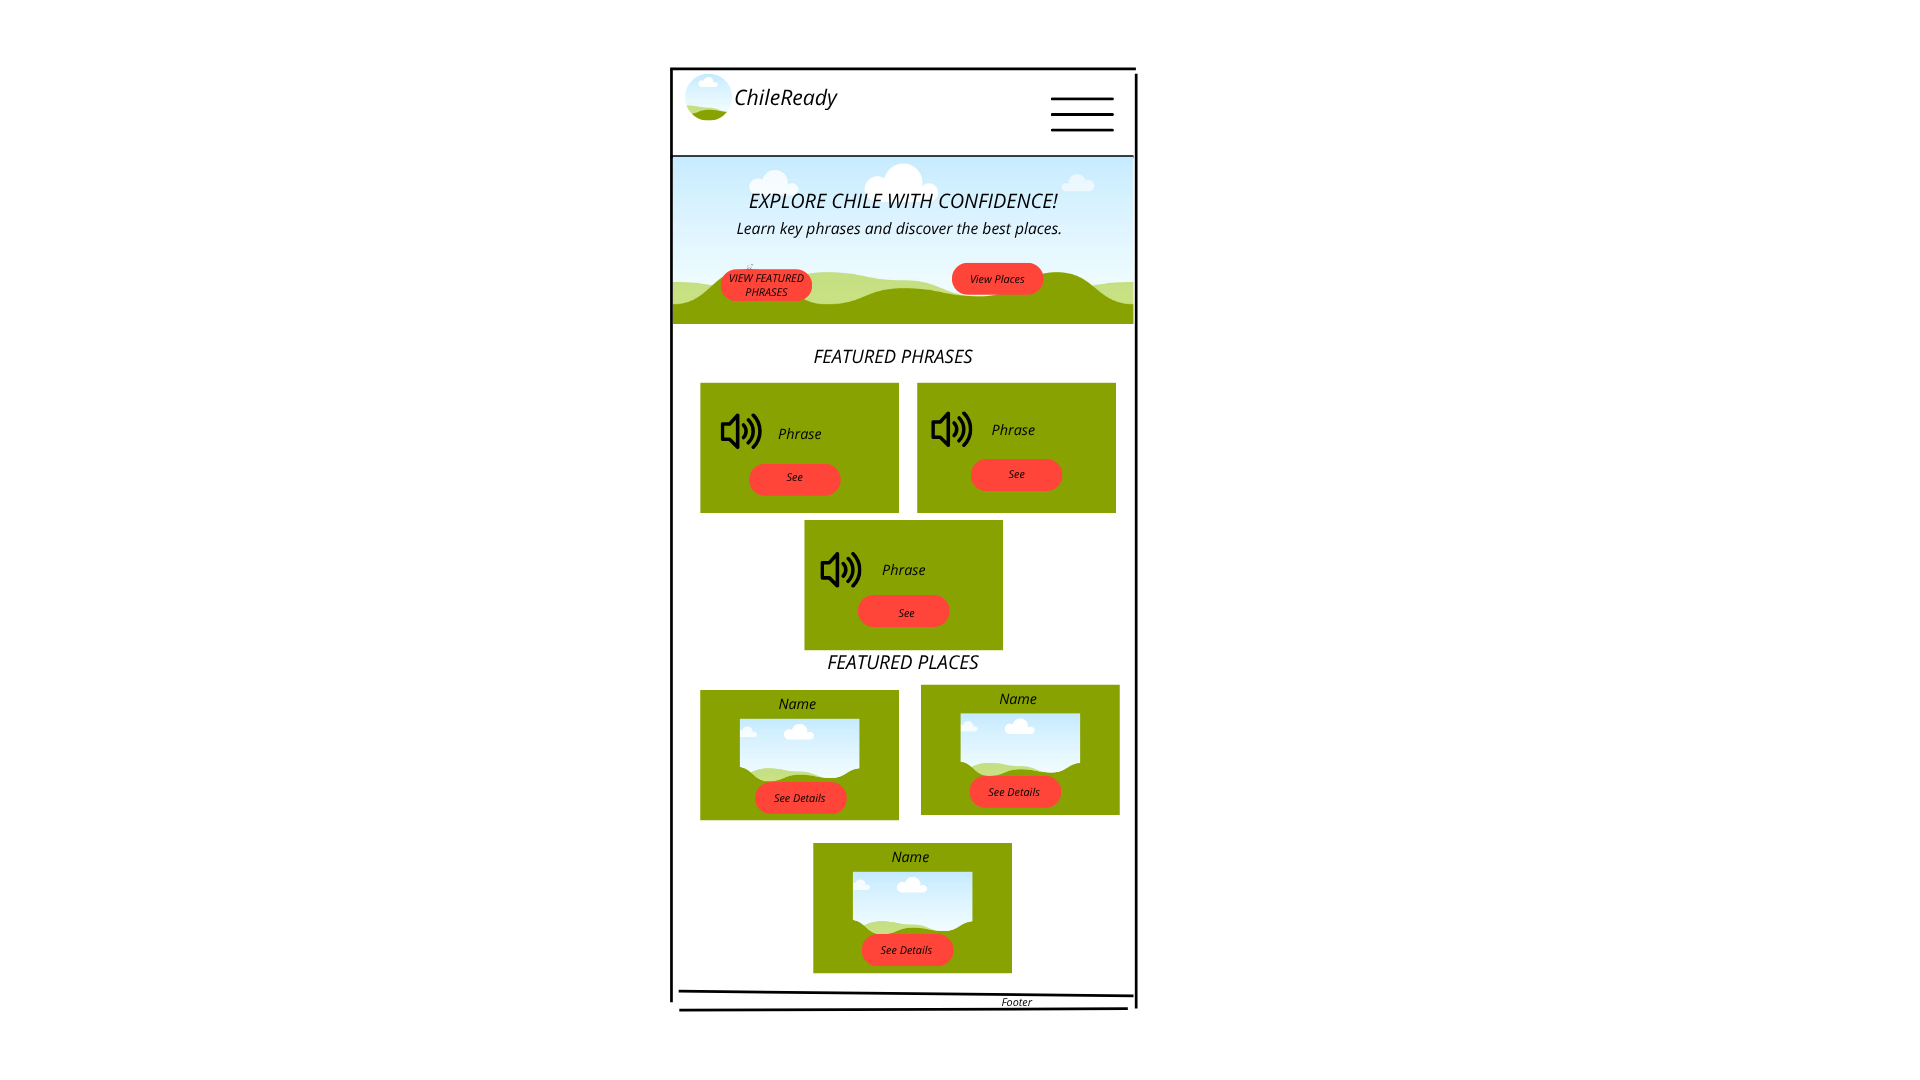 ChileReady
EXPLORE CHILE WITH CONFIDENCE!
Learn key phrases and discover the best places.
VIEW FEATURED
PHRASES
View Places
FEATURED PHRASES
Phrase
See
Phrase
See
Phrase
See
FEATURED PLACES
Name
See Details
Name
See Details
Name
See Details
Footer